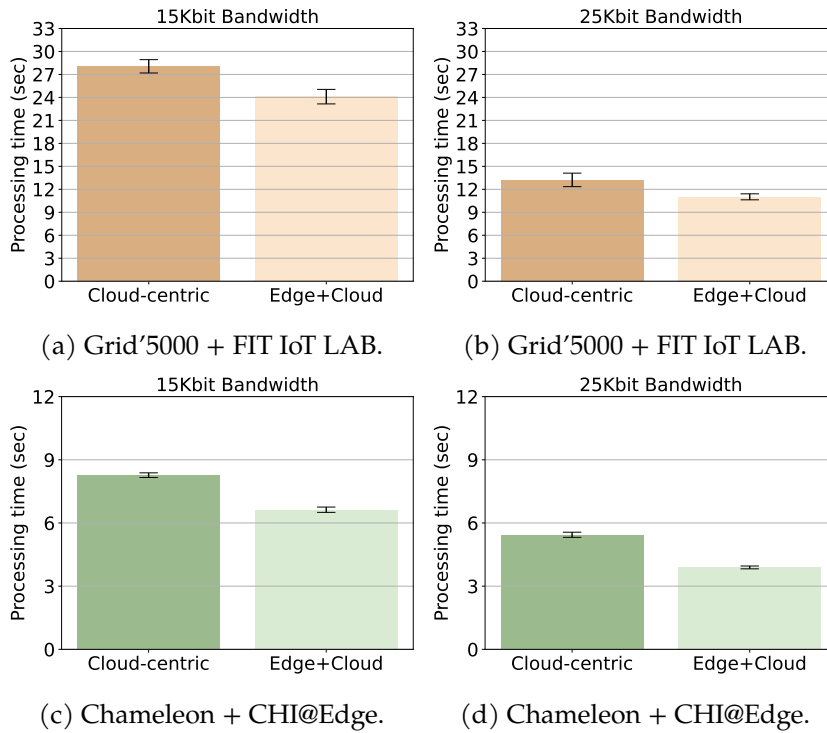 15Kbit Bandwidth
Processing time (sec)
33
30
27
24
21
18
15
12
9
6
3
0
Cloud-centric
Edge+Cloud
(a) Grid’5000 + FIT IoT LAB.
25Kbit Bandwidth
Processing time (sec)
33
30
27
24
21
18
15
12
9
6
3
0
Cloud-centric
Edge+Cloud
(b) Grid’5000 + FIT IoT LAB.
15Kbit Bandwidth
Processing time (sec)
12
9
6
3
0
Cloud-centric
Edge+Cloud
(c) Chameleon + CHI@Edge.
25Kbit Bandwidth
Processing time (sec)
12
9
6
3
0
Cloud-centric
Edge+Cloud
(d) Chameleon + CHI@Edge.